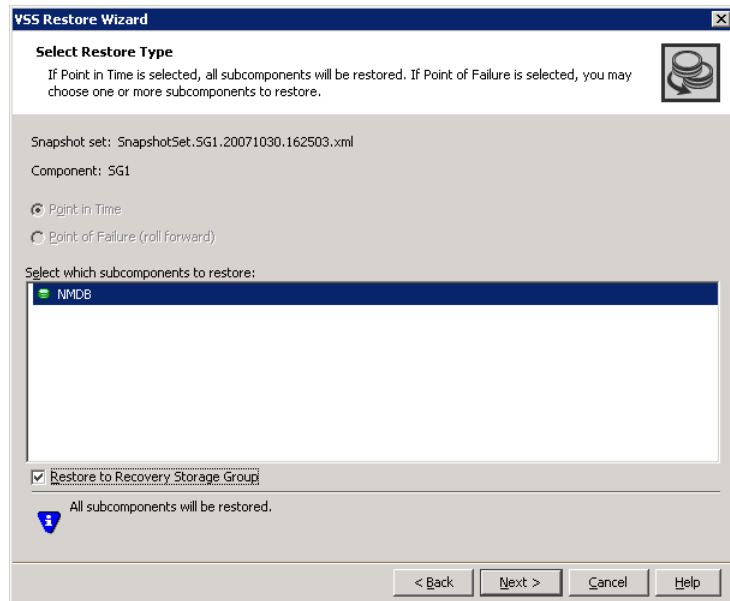 VSS Restore Wizard
Select Restore Type
If Point in Time is selected, all subcomponents will be restored. If Point of Failure is selected, you may
choose one or more subcomponents to restore.
Snapshot set: SnapshotSet.SG1.20071030.162503.xml
Component: SG1
Point in Time
Point of Failure (roll forward)
Select which subcomponents to restore:
NMDB
Restore to Recovery Storage Group
All subcomponents will be restored.
< Back Next > Cancel Help